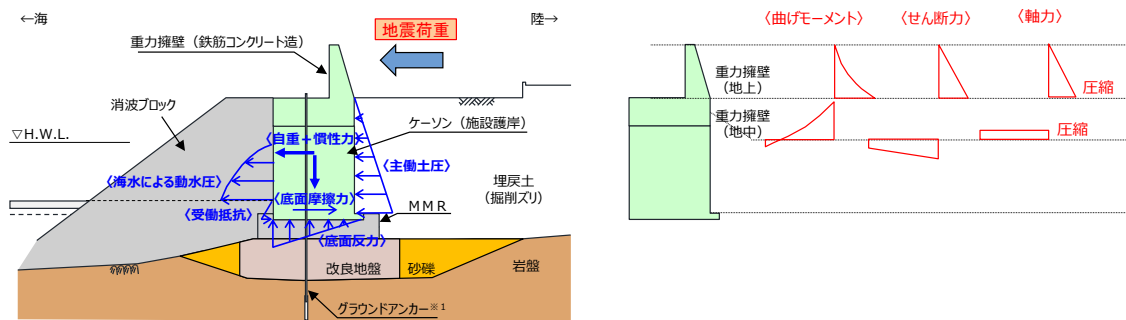 ←海
陸→
地震荷重
重力擁壁（鉄筋コンクリート造）
消波ブロック
▽H.W.L.
ケーソン（施設護岸）
〈自重＋慣性力〉
〈主働土圧〉
〈海水による動水圧〉
埋戻土
（掘削ズリ）
〈底面摩擦力〉
MMR
〈受働抵抗〉
〈底面反力〉
改良地盤
砂礫
岩盤
グラウンドアンカー※1
〈曲げモーメント〉
〈せん断力〉
〈軸力〉
重力擁壁
（地上）
圧縮
重力擁壁
（地中）
圧縮